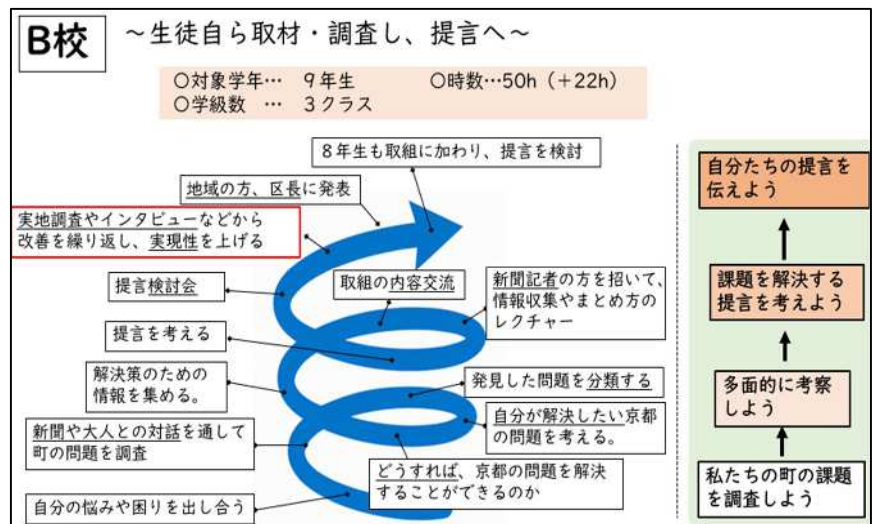 B校
～生徒自ら取材・調査し、提言へ～
〇対象学年… 9年生
〇時数…50h（+22h）
〇学級数 … 3クラス
8年生も取組に加わり、提言を検討
地域の方、区長に発表
実地調査やインタビューなどから
改善を繰り返し、実現性を上げる
提言検討会
取組の内容交流
新聞記者の方を招いて、
情報収集やまとめ方の
レクチャー
提言を考える
解決策のための
情報を集める。
発見した問題を分類する
新聞や大人との対話を通して
町の問題を調査
自分が解決したい京都
の問題を考える。
どうすれば、京都の問題を解決
することができるのか
自分の悩みや困りを出し合う
自分たちの提言を
伝えよう
課題を解決する
提言を考えよう
多面的に考察
しよう
私たちの町の課題
を調査しよう